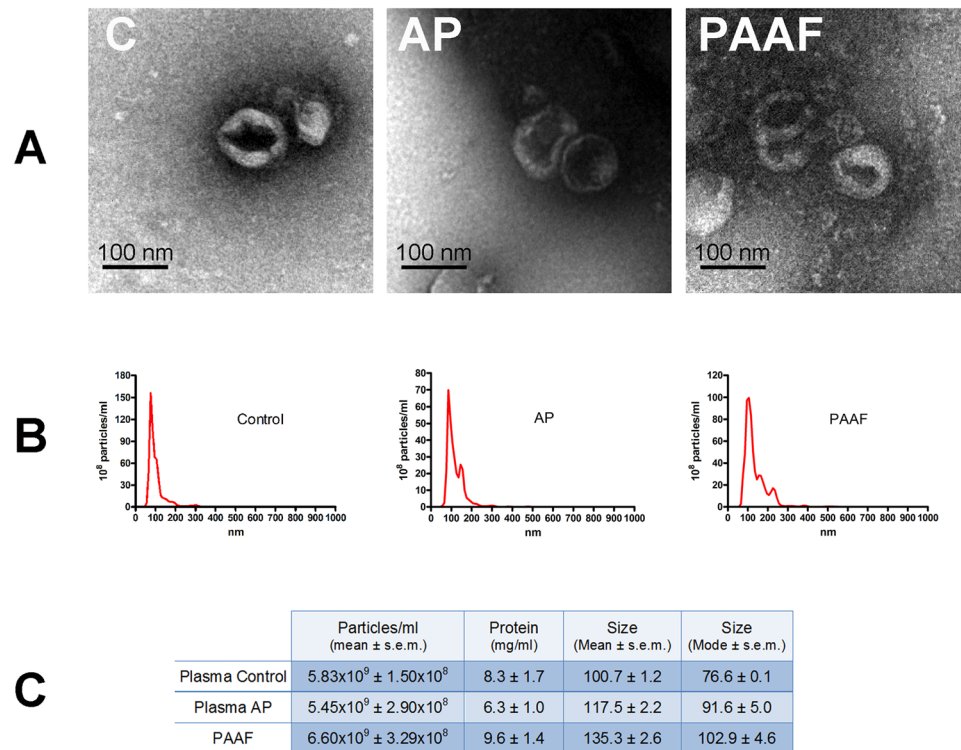 C AP PAAF
A
100 nm 100 nm 100 nm
B
180 150 120 90 60 30 0
10⁸ particles/ml
Control
0 100 200 300 400 500 600 700 800 900 1000
nm
80 70 60 50 40 30 20 10 0
10⁸ particles/ml
AP
0 100 200 300 400 500 600 700 800 900 1000
nm
120 100 80 60 40 20 0
10⁸ particles/ml
PAAF
0 100 200 300 400 500 600 700 800 900 1000
nm
C
Particles/ml Protein Size Size
(mean ± s.e.m.) (mg/ml) (Mean ± s.e.m.) (Mode ± s.e.m.)
Plasma Control 5.83x10⁹ ± 1.50x10⁸ 8.3 ± 1.7 100.7 ± 1.2 76.6 ± 0.1
Plasma AP 5.45x10⁹ ± 2.90x10⁸ 6.3 ± 1.0 117.5 ± 2.2 91.6 ± 5.0
PAAF 6.60x10⁹ ± 3.29x10⁸ 9.6 ± 1.4 135.3 ± 2.6 102.9 ± 4.6